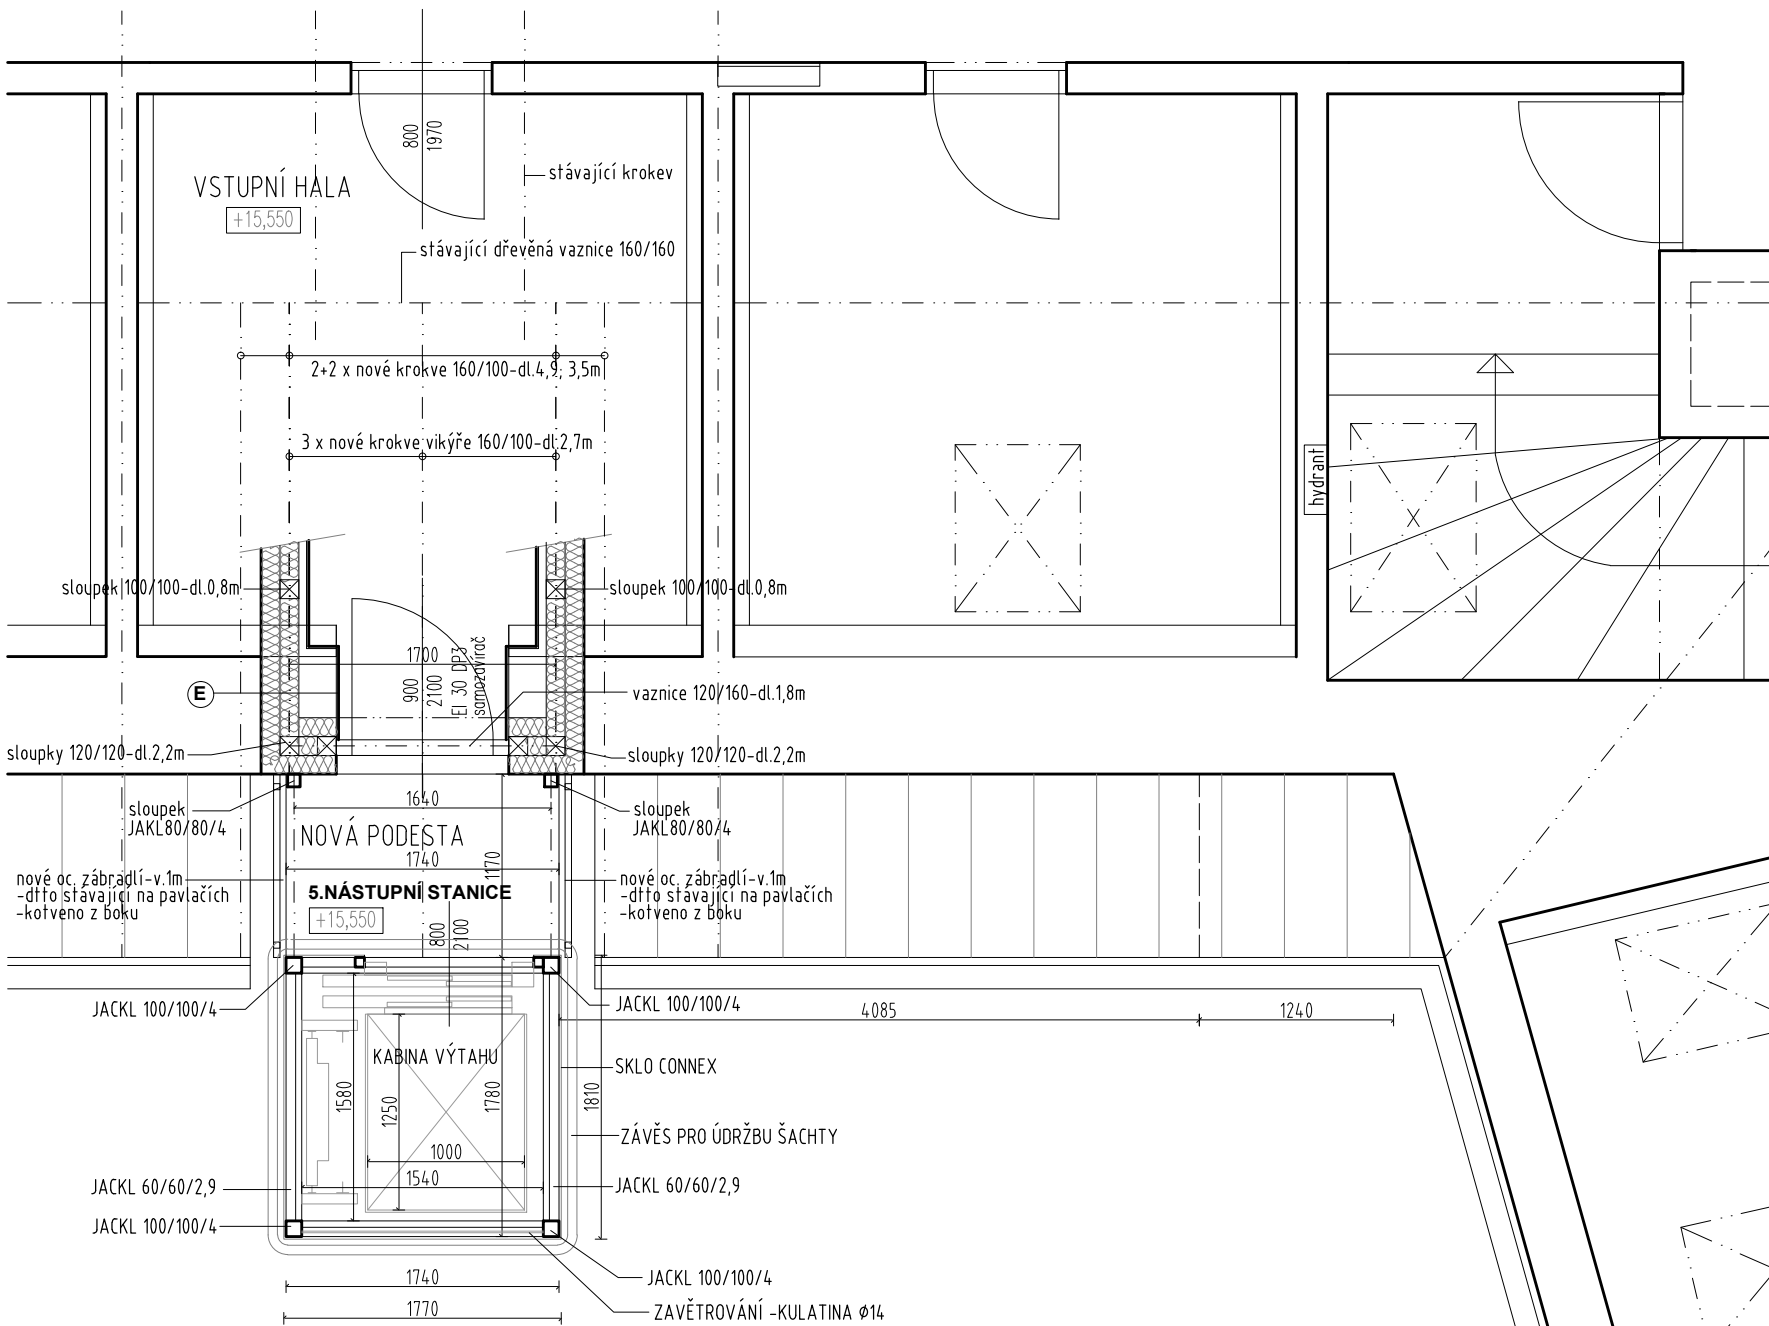 800
1970
stávající krokev
VSTUPNÍ HALA
+15,550
stávající dřevěná vaznice 160/160
2+2 x nové krokve 160/100-dl.4,9; 3,5m
3 x nové krokve vikýře 160/100-dl.2,7m
hydrant
sloupek 100/100-dl.0,8m
sloupek 100/100-dl.0,8m
1700
900
2100
EI 30 DP3
samozavírač
E
vaznice 120/160-dl.1,8m
sloupky 120/120-dl.2,2m
sloupky 120/120-dl.2,2m
sloupek
JAKL80/80/4
1640
sloupek
JAKL80/80/4
NOVÁ PODESTA
1740
1170
nové oc. zábradlí-v.1m
-dtto stávající na pavlačích
-kotveno z boku
5.NÁSTUPNÍ STANICE
+15,550
800
2100
nové oc. zábradlí-v.1m
-dtto stávající na pavlačích
-kotveno z boku
JACKL 100/100/4
JACKL 100/100/4
4085
1240
KABINA VÝTAHU
SKLO CONNEX
1580
1250
1780
1810
ZÁVĚS PRO ÚDRŽBU ŠACHTY
1000
1540
JACKL 60/60/2,9
JACKL 60/60/2,9
JACKL 100/100/4
1740
JACKL 100/100/4
1770
ZAVĚTROVÁNÍ -KULATINA Ø14